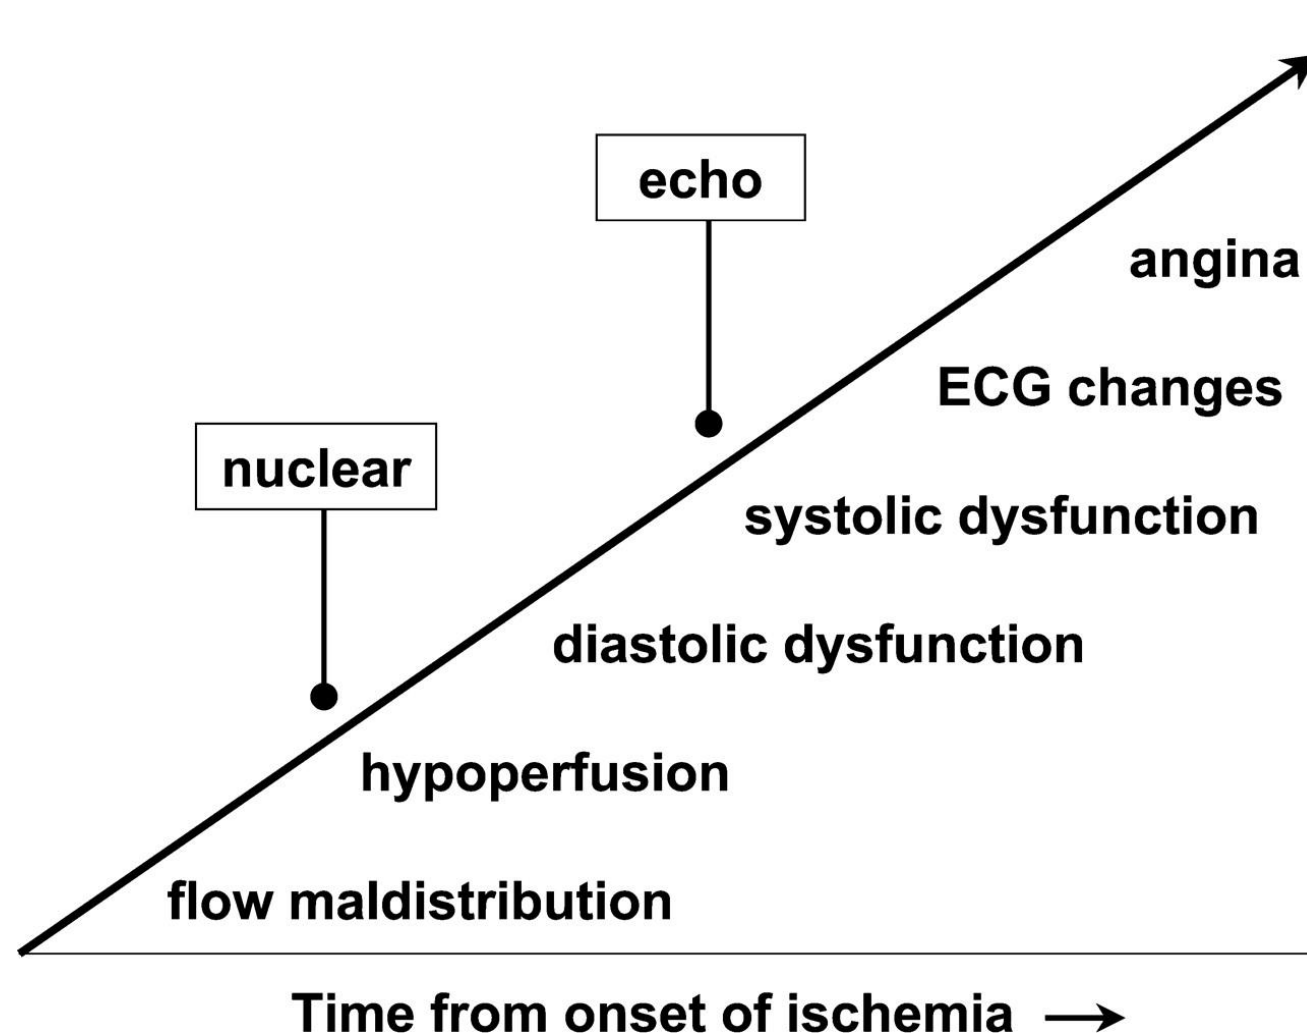 echo
angina
ECG changes
nuclear
systolic dysfunction
diastolic dysfunction
hypoperfusion
flow maldistribution
Time from onset of ischemia →